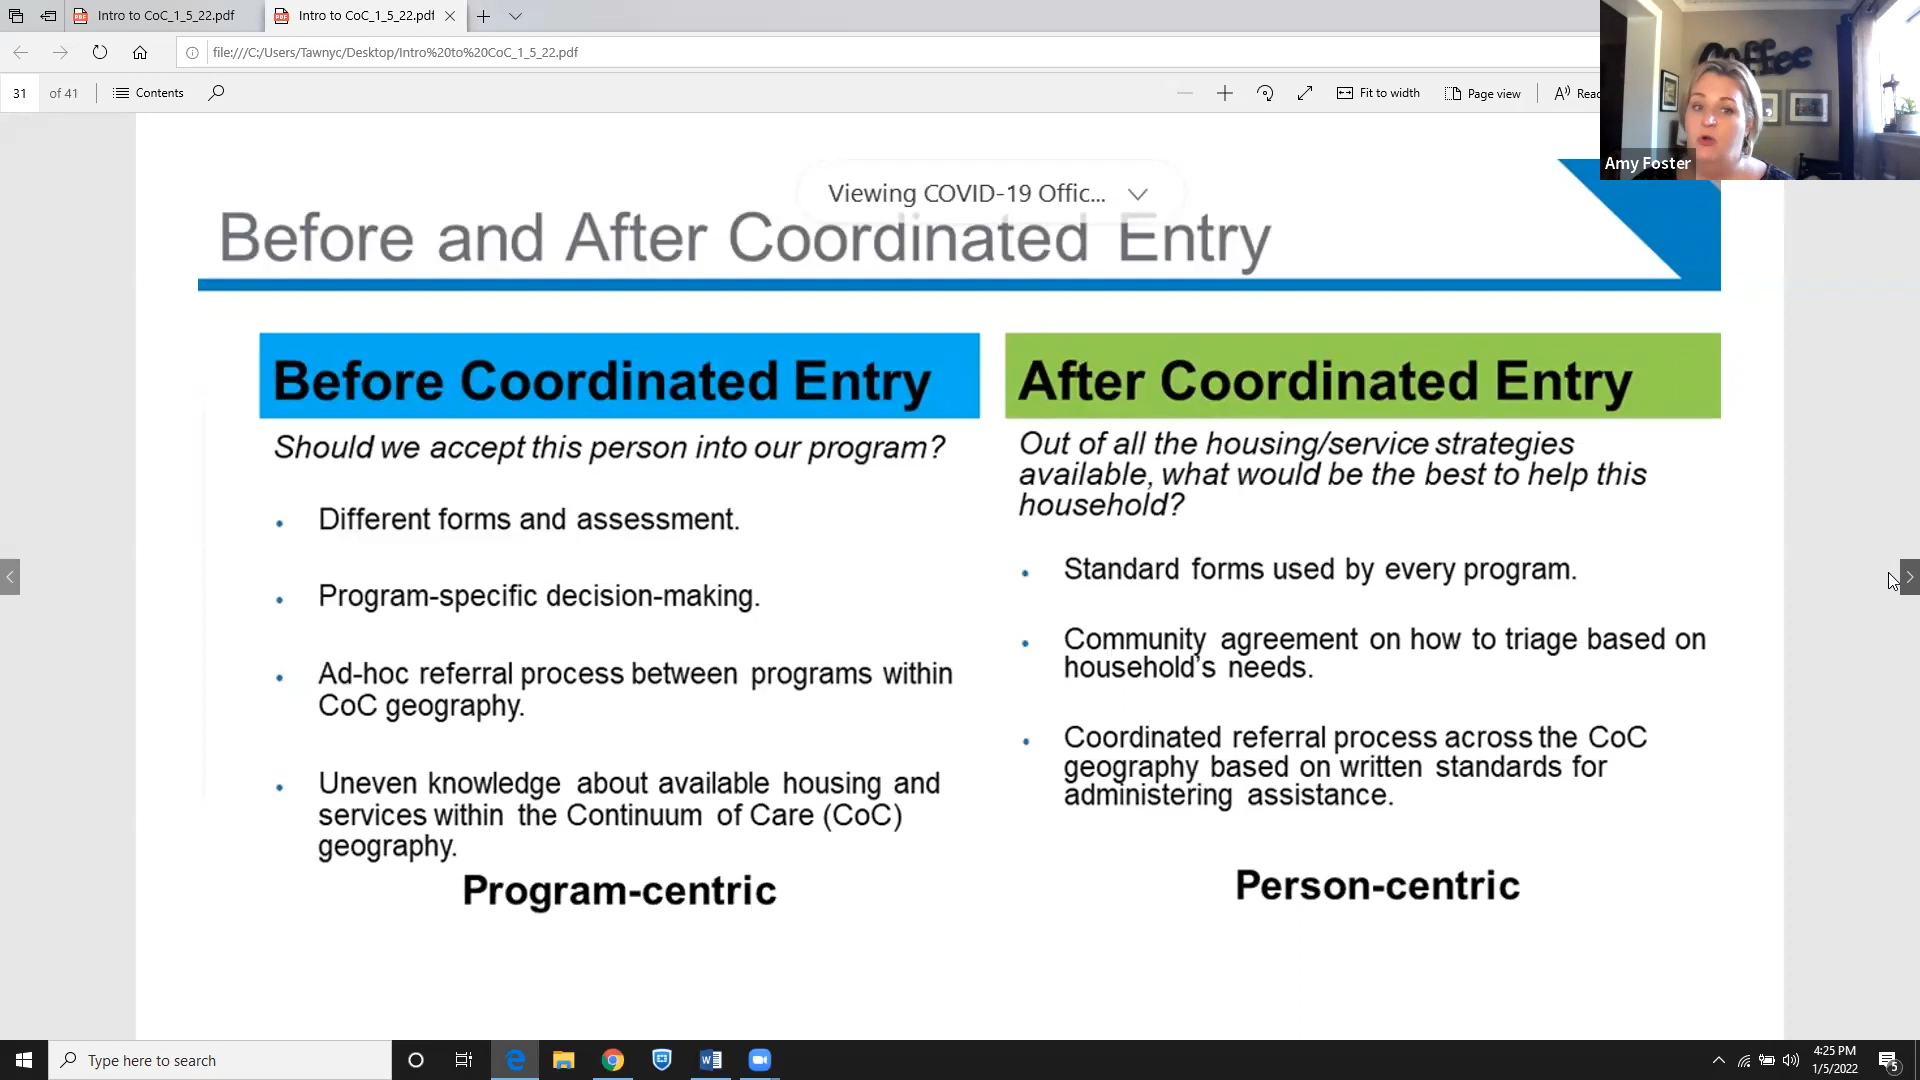 Intro to CoC_1_5_22.pdf
Intro to CoC_1_5_22.pdf
file:///C:/Users/Tawnyc/Desktop/Intro%20to%20CoC_1_5_22.pdf
31 of 41
Contents
Fit to width
Page view
Coffee
Amy Foster
Viewing COVID-19 Offic...
Before and After Coordinated Entry
Before Coordinated Entry
Should we accept this person into our program?
• Different forms and assessment.
• Program-specific decision-making.
• Ad-hoc referral process between programs within
CoC geography.
• Uneven knowledge about available housing and
services within the Continuum of Care (CoC)
geography.
Program-centric
After Coordinated Entry
Out of all the housing/service strategies
available, what would be the best to help this
household?
• Standard forms used by every program.
• Community agreement on how to triage based on
household's needs.
• Coordinated referral process across the CoC
geography based on written standards for
administering assistance.
Person-centric
Type here to search
4:25 PM
1/5/2022
5